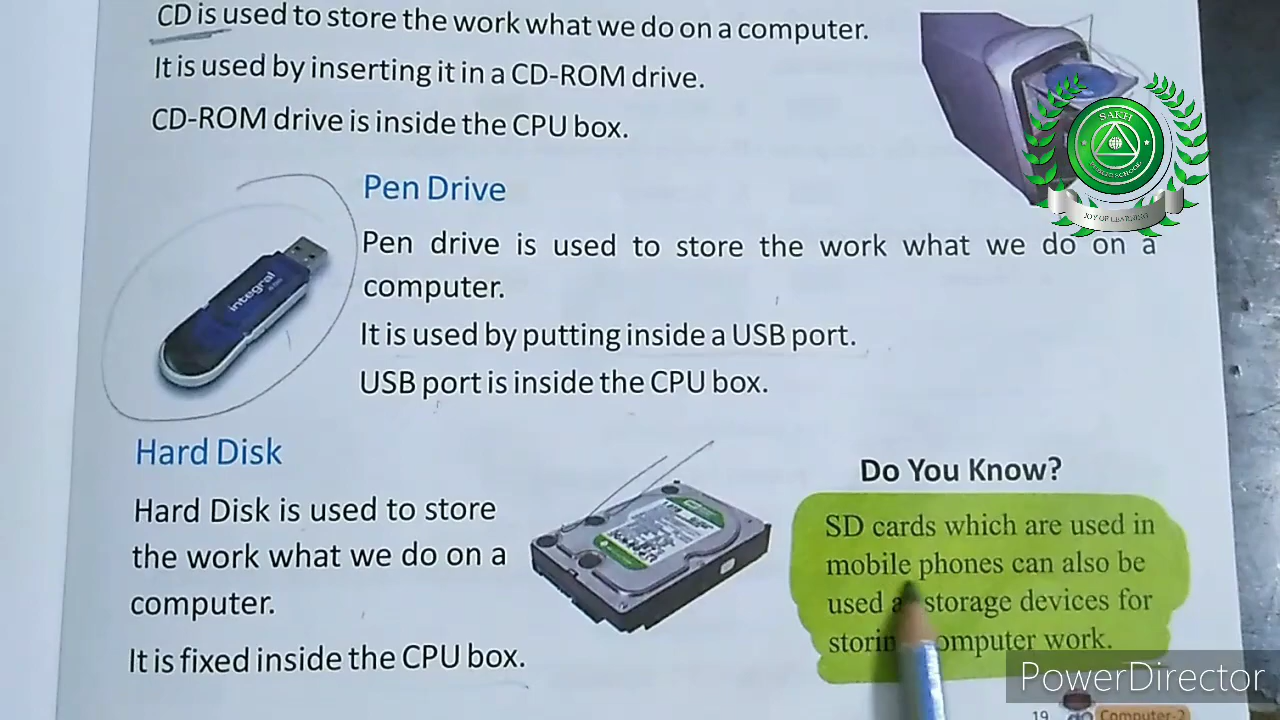 CD is used to store the work what we do on a computer.
It is used by inserting it in a CD-ROM drive.
CD-ROM drive is inside the CPU box.
SAKH
PUBLIC SCHOOL
JOY OF LEARNING
Pen Drive
Pen drive is used to store the work what we do on a
computer.
It is used by putting inside a USB port.
USB port is inside the CPU box.
integral
Hard Disk
Hard Disk is used to store
the work what we do on a
computer.
It is fixed inside the CPU box.
Do You Know?
SD cards which are used in
mobile phones can also be
used storage devices for
computer work.
PowerDirector
19 Computer-2